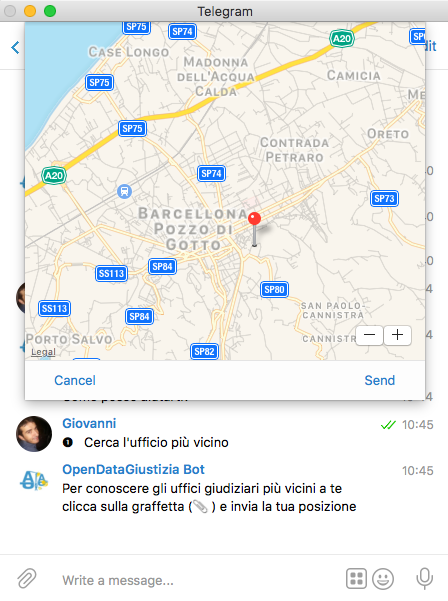 Telegram
SP75
SP74
CASE LONGO
A20
dit
MADONNA
DELL'ACQUA
CALDA
SP75
CAMICIA
SP75
ORETO
CONTRADA
PETRARO
A20
SP74
SP73
BARCELLONA
POZZO DI
GOTTO
SP84
SS113
SP80
SS113
SP84
SAN PAOLO-
CANNISTRA
PORTO SALVO
CANNISTR
SP82
Legal
− +
Cancel Send
Giovanni 10:45
1 Cerca l'ufficio più vicino
OpenDataGiustizia Bot 10:45
Per conoscere gli uffici giudiziari più vicini a te
clicca sulla graffetta (📎 ) e invia la tua posizione
Write a message...